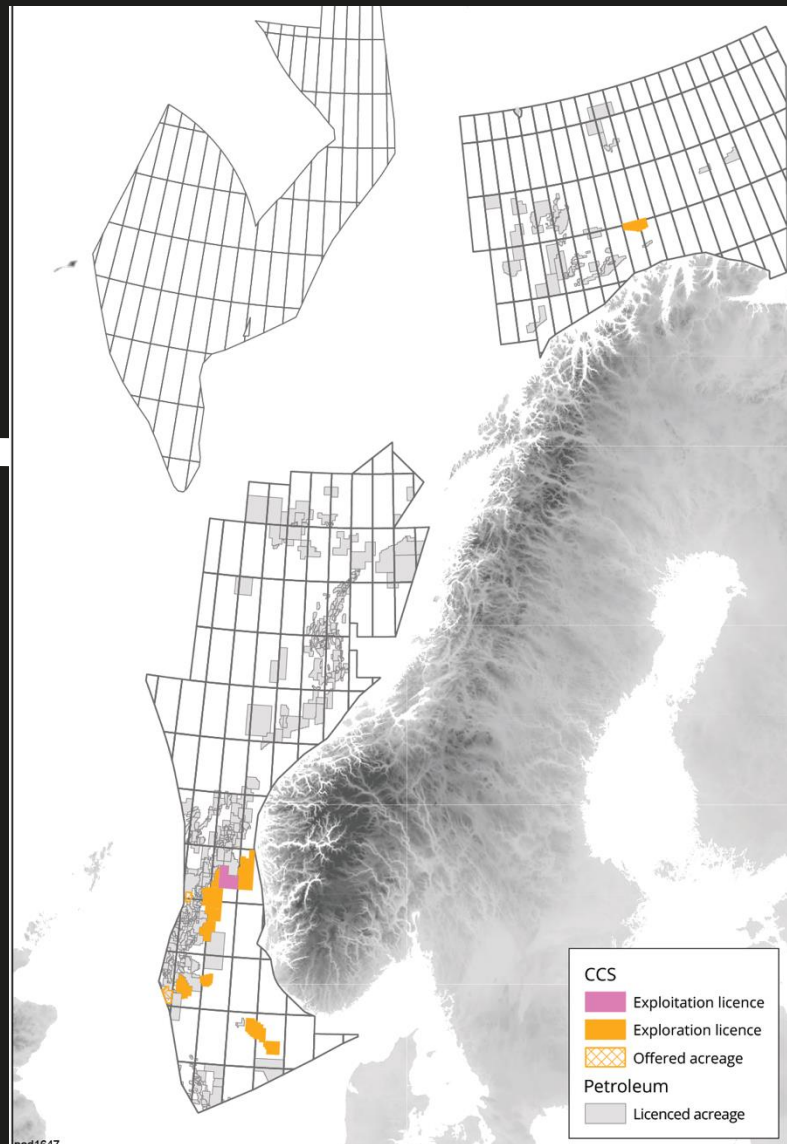 CCS
Exploitation licence
Exploration licence
Offered acreage
Petroleum
Licenced acreage